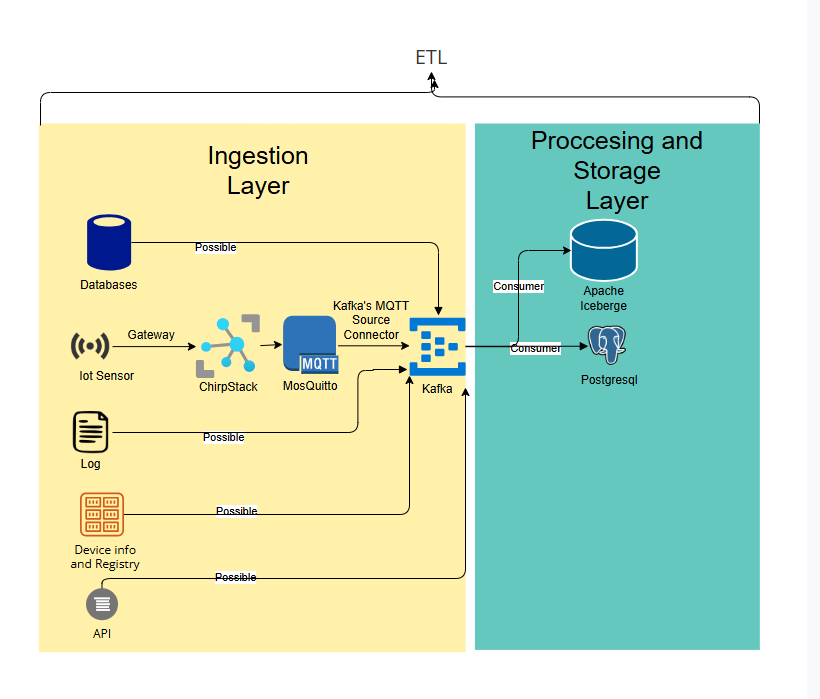 ETL
Ingestion
Layer
Proccesing and
Storage
Layer
Possible
Databases
Consumer
Apache
Iceberge
Kafka's MQTT
Source
Connector
Gateway
MQTT
Consumer
Iot Sensor
ChirpStack
MosQuitto
Kafka
Postgresql
Possible
Log
Possible
Device info
and Registry
Possible
API